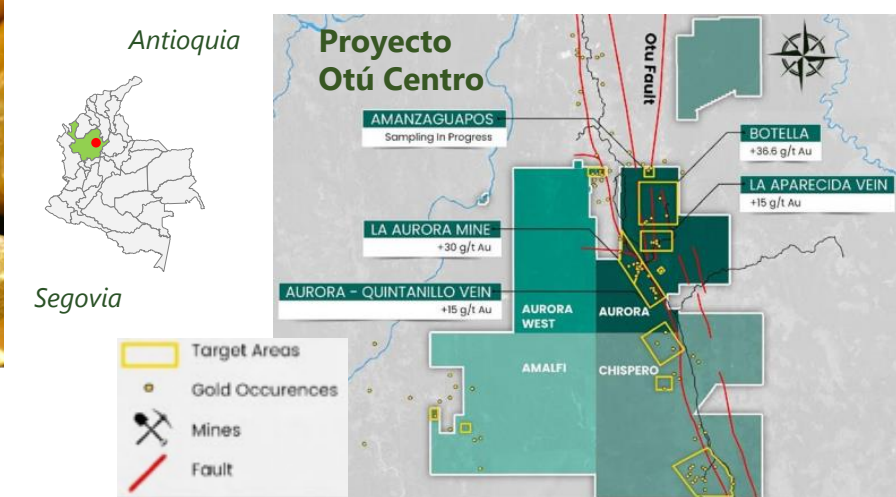 Antioquia
Segovia
Proyecto
Otú Centro
Otu Fault
AMANZAGUAPOS
Sampling In Progress
BOTELLA
+36.6 g/t Au
LA APARECIDA VEIN
+15 g/t Au
LA AURORA MINE
+30 g/t Au
AURORA - QUINTANILLO VEIN
+15 g/t Au
AURORA
WEST
AURORA
AMALFI
CHISPERO
Target Areas
Gold Occurences
Mines
Fault